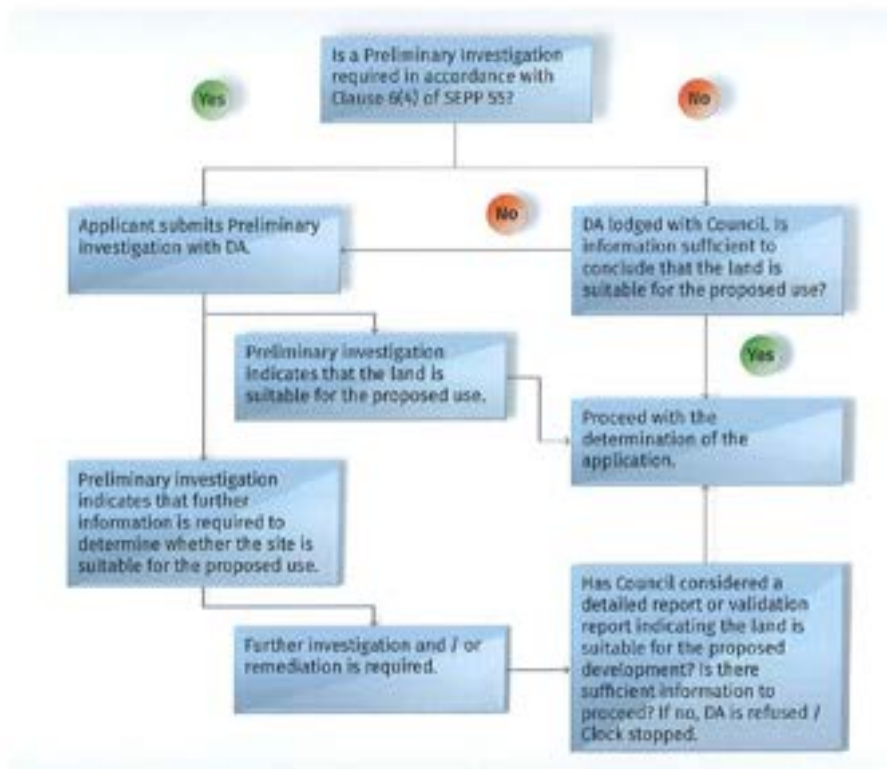 Is a Preliminary Investigation
required in accordance with
Clause 6(4) of SEPP 55?
Yes
No
Applicant submits Preliminary
Investigation with DA.
No
DA lodged with Council. Is
information sufficient to
conclude that the land is
suitable for the proposed use?
Preliminary investigation
indicates that the land is
suitable for the proposed use.
Yes
Proceed with the
determination of the
application.
Preliminary investigation
indicates that further
information is required to
determine whether the site is
suitable for the proposed use.
Further investigation and / or
remediation is required.
Has Council considered a
detailed report or validation
report indicating the land is
suitable for the proposed
development? Is there
sufficient information to
proceed? If no, DA is refused /
Clock stopped.